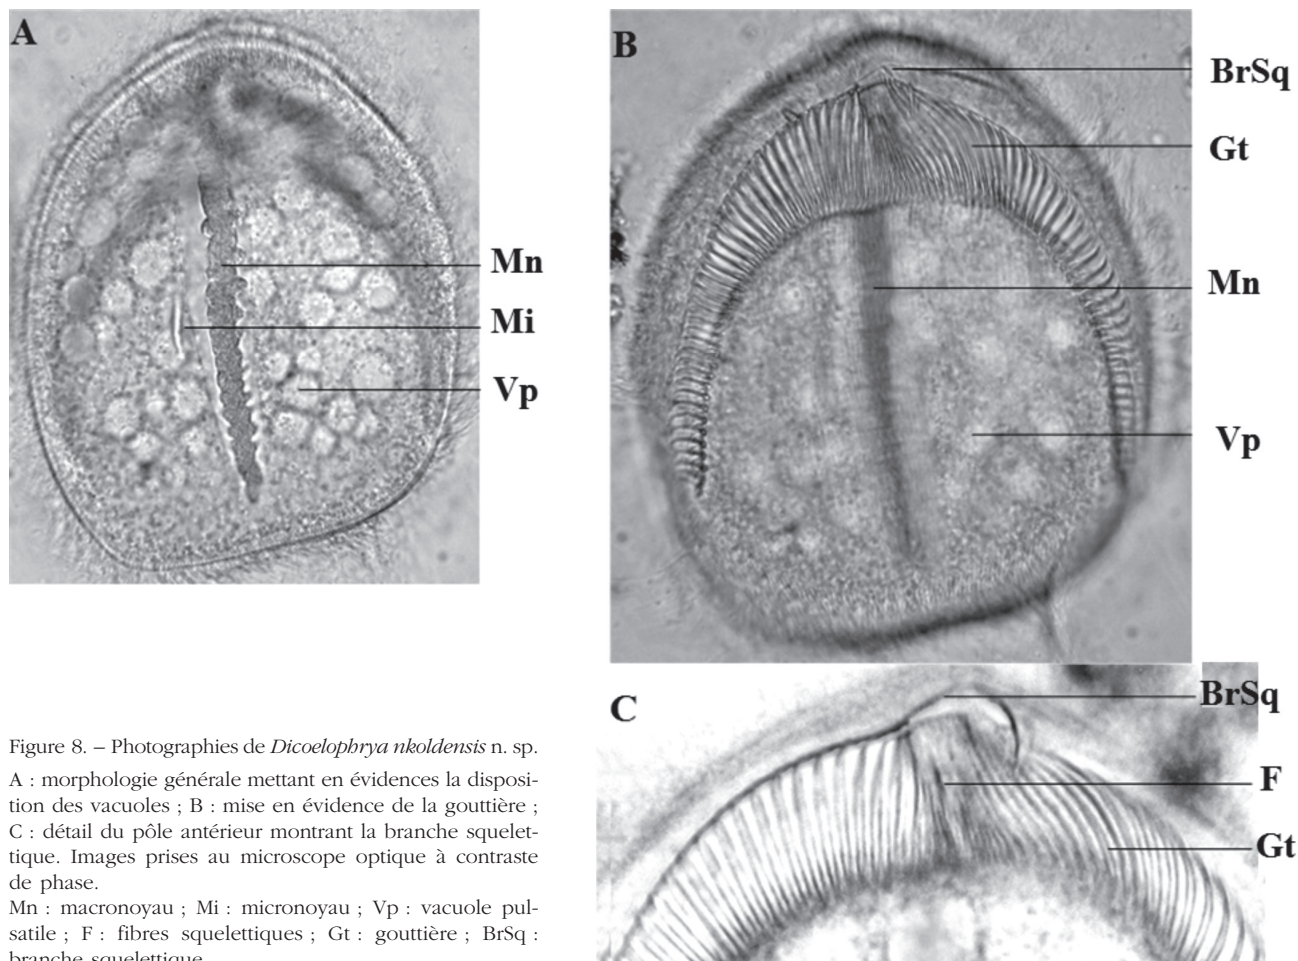 A
Mn
Mi
Vp
B
BrSq
Gt
Mn
Vp
C
BrSq
F
Gt
Figure 8. – Photographies de Dicoelophrya nkoldensis n. sp.
A : morphologie générale mettant en évidences la disposi-
tion des vacuoles ; B : mise en évidence de la gouttière ;
C : détail du pôle antérieur montrant la branche squelet-
tique. Images prises au microscope optique à contraste
de phase.
Mn : macronoyau ; Mi : micronoyau ; Vp : vacuole pul-
satile ; F : fibres squelettiques ; Gt : gouttière ; BrSq :
branche squelettique